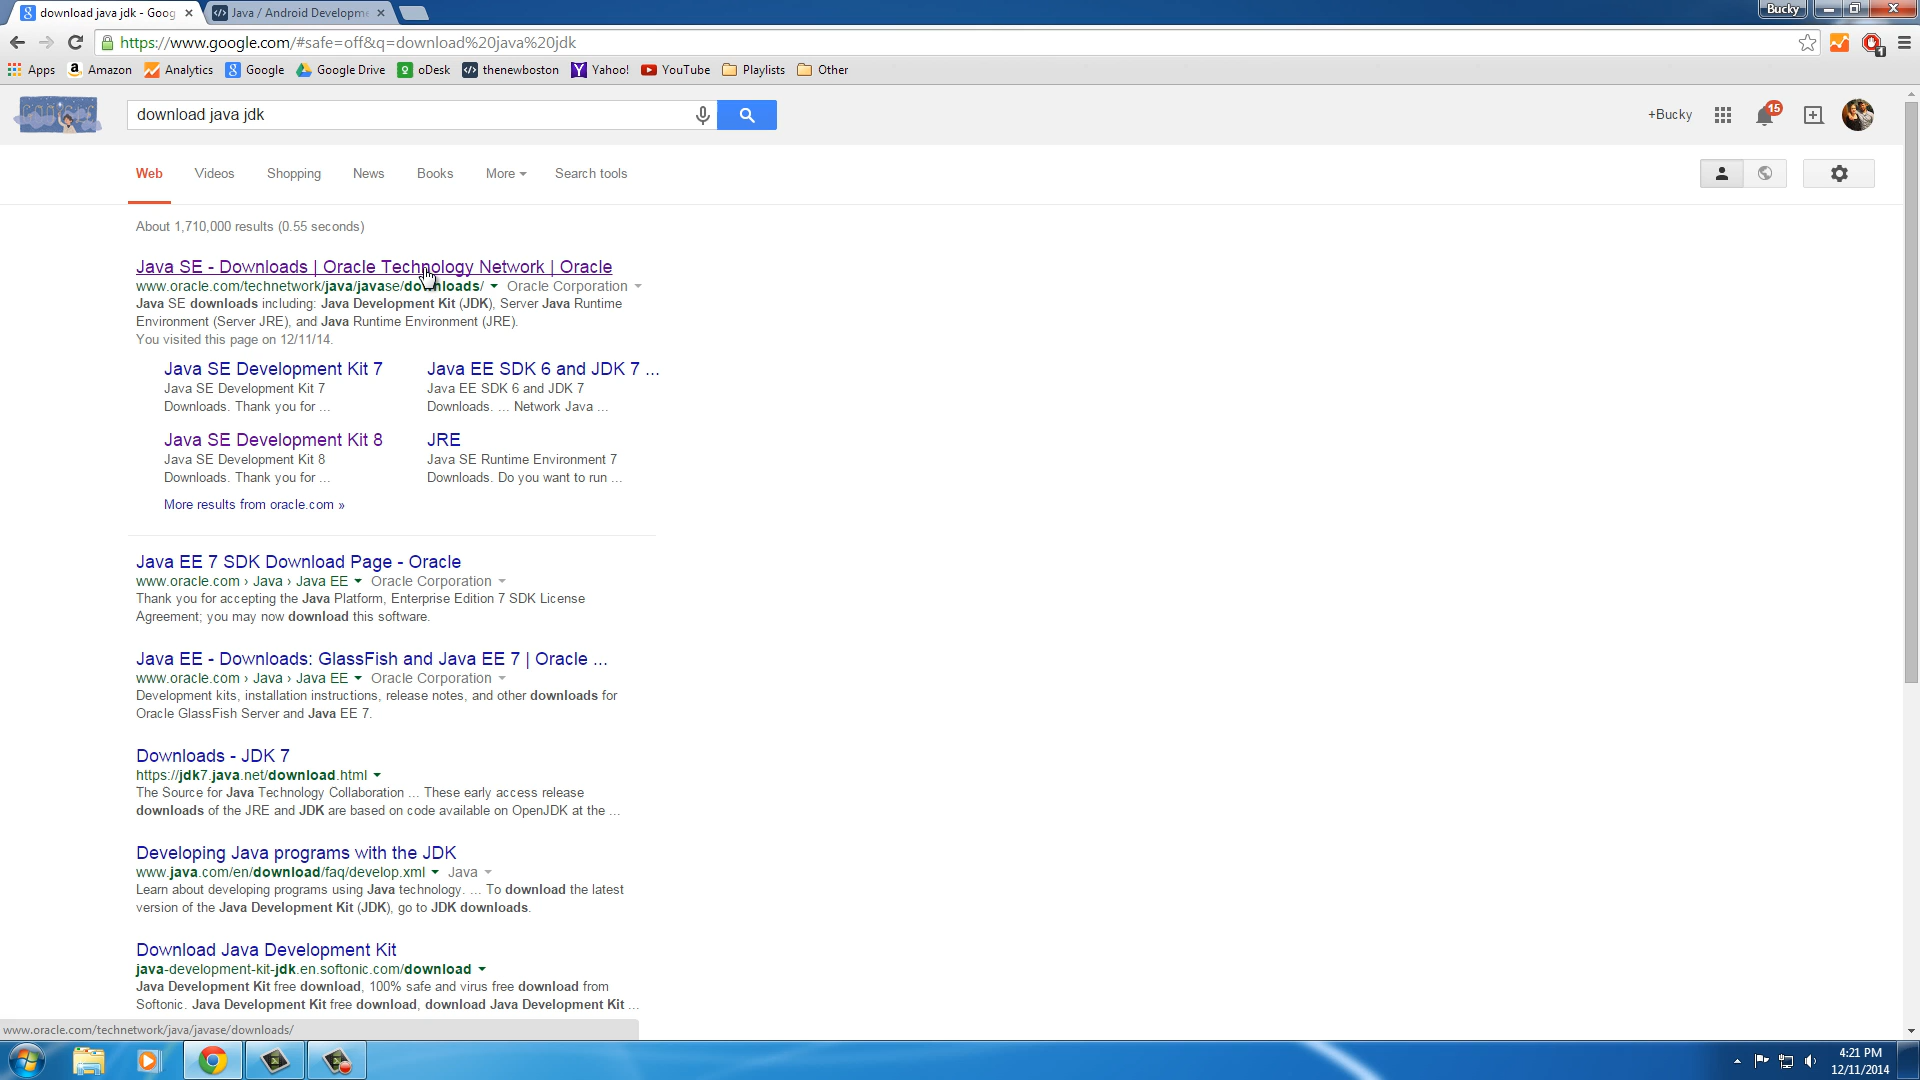 download java jdk - Goog
Java / Android Developme
Bucky
https://www.google.com/#safe=off&q=download%20java%20jdk
1
Apps
Amazon
Analytics
Google
Google Drive
oDesk
thenewboston
Yahoo!
YouTube
Playlists
Other
download java jdk
+Bucky
15
Web
Videos
Shopping
News
Books
More
Search tools
About 1,710,000 results (0.55 seconds)
Java SE - Downloads | Oracle Technology Network | Oracle
www.oracle.com/technetwork/java/javase/downloads/ Oracle Corporation
Java SE downloads including: Java Development Kit (JDK), Server Java Runtime
Environment (Server JRE), and Java Runtime Environment (JRE).
You visited this page on 12/11/14.
Java SE Development Kit 7
Java SE Development Kit 7
Downloads. Thank you for ...
Java EE SDK 6 and JDK 7 ...
Java EE SDK 6 and JDK 7
Downloads. ... Network Java ...
Java SE Development Kit 8
Java SE Development Kit 8
Downloads. Thank you for ...
JRE
Java SE Runtime Environment 7
Downloads. Do you want to run ...
More results from oracle.com »
Java EE 7 SDK Download Page - Oracle
www.oracle.com › Java › Java EE Oracle Corporation
Thank you for accepting the Java Platform, Enterprise Edition 7 SDK License
Agreement; you may now download this software.
Java EE - Downloads: GlassFish and Java EE 7 | Oracle ...
www.oracle.com › Java › Java EE Oracle Corporation
Development kits, installation instructions, release notes, and other downloads for
Oracle GlassFish Server and Java EE 7.
Downloads - JDK 7
https://jdk7.java.net/download.html
The Source for Java Technology Collaboration ... These early access release
downloads of the JRE and JDK are based on code available on OpenJDK at the ...
Developing Java programs with the JDK
www.java.com/en/download/faq/develop.xml Java
Learn about developing programs using Java technology. ... To download the latest
version of the Java Development Kit (JDK), go to JDK downloads.
Download Java Development Kit
java-development-kit-jdk.en.softonic.com/download
Java Development Kit free download, 100% safe and virus free download from
Softonic. Java Development Kit free download, download Java Development Kit ...
www.oracle.com/technetwork/java/javase/downloads/
4:21 PM
12/11/2014